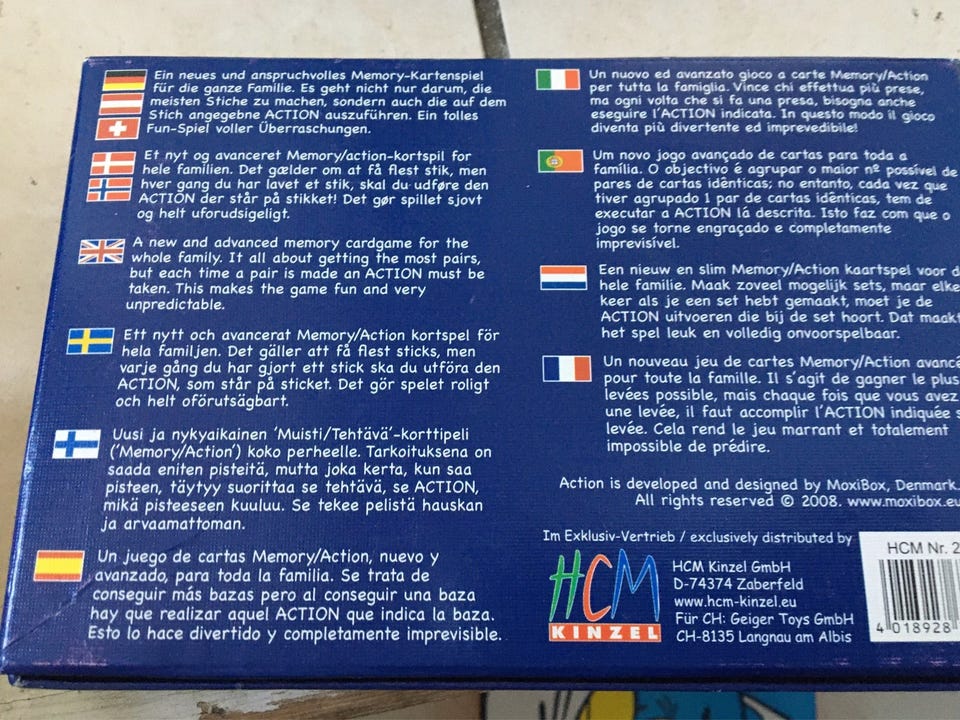 Ein neues und anspruchvolles Memory-Kartenspiel
für die ganze Familie. Es geht nicht nur darum, die
meisten Stiche zu machen, sondern auch die auf dem
Stich angegebne ACTION auszuführen. Ein tolles
Fun-Spiel voller Überraschungen.
Et nyt og avanceret Memory/action-kortspil for
hele familien. Det gælder om at få flest stik, men
hver gang du har lavet et stik, skal du udføre den
ACTION der står på stikket! Det gør spillet sjovt
og helt uforudsigeligt.
A new and advanced memory cardgame for the
whole family. It all about getting the most pairs,
but each time a pair is made an ACTION must be
taken. This makes the game fun and very
unpredictable.
Ett nytt och avancerat Memory/Action kortspel för
hela familjen. Det gäller att få flest sticks, men
varje gång du har gjort ett stick ska du utföra den
ACTION, som står på sticket. Det gör spelet roligt
och helt oförutsägbart.
Uusi ja nykyaikainen 'Muisti/Tehtävä'-korttipeli
('Memory/Action') koko perheelle. Tarkoituksena on
saada eniten pisteitä, mutta joka kerta, kun saa
pisteen, täytyy suorittaa se tehtävä, se ACTION,
mikä pisteeseen kuuluu. Se tekee pelistä hauskan
ja arvaamattoman.
Un juego de cartas Memory/Action, nuevo y
avanzado, para toda la familia. Se trata de
conseguir más bazas pero al conseguir una baza
hay que realizar aquel ACTION que indica la baza.
Esto lo hace divertido y completamente imprevisible.
Un nuovo ed avanzato gioco a carte Memory/Action
per tutta la famiglia. Vince chi effettua più prese,
ma ogni volta che si fa una presa, bisogna anche
eseguire l'ACTION indicata. In questo modo il gioco
diventa più divertente ed imprevedibile!
Um novo jogo avançado de cartas para toda a
família. O objectivo é agrupar o maior nº possível de
pares de cartas idênticas; no entanto, cada vez que
tiver agrupado 1 par de cartas idênticas, tem de
executar a ACTION lá descrita. Isto faz com que o
jogo se torne engraçado e completamente
imprevisível.
Een nieuw en slim Memory/Action kaartspel voor d
hele familie. Maak zoveel mogelijk sets, maar elke
keer als je een set hebt gemaakt, moet je de
ACTION uitvoeren die bij de set hoort. Dat maakt
het spel leuk en volledig onvoorspelbaar.
Un nouveau jeu de cartes Memory/Action avancé
pour toute la famille. Il s'agit de gagner le plus
levées possible, mais chaque fois que vous avez
une levée, il faut accomplir l'ACTION indiquée s
levée. Cela rend le jeu marrant et totalement
impossible de prédire.
Action is developed and designed by MoxiBox, Denmark.
All rights reserved © 2008. www.moxibox.eu
Im Exklusiv-Vertrieb / exclusively distributed by
HCM
KINZEL
HCM Kinzel GmbH
D-74374 Zaberfeld
www.hcm-kinzel.eu
Für CH: Geiger Toys GmbH
CH-8135 Langnau am Albis
HCM Nr. 2
4 018928